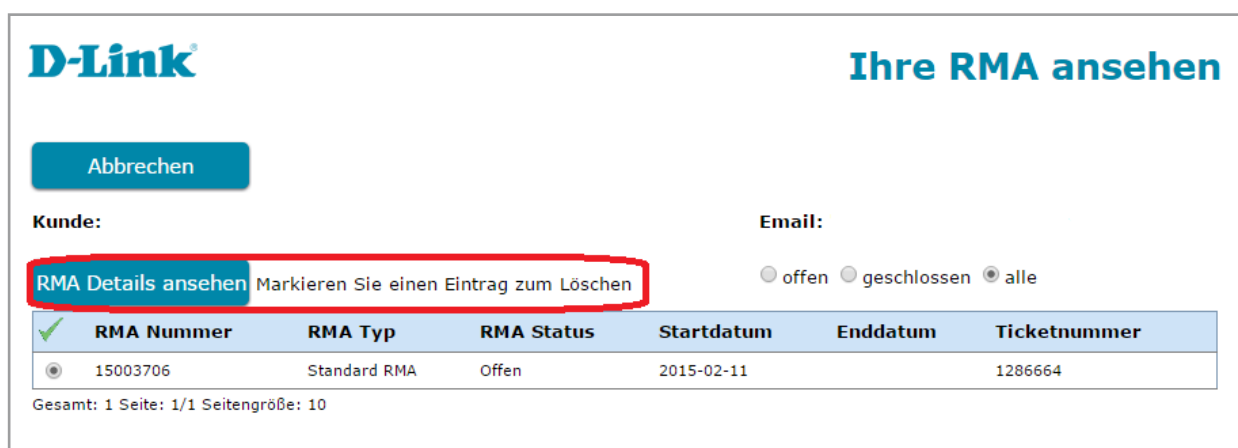 D-Link®
Ihre RMA ansehen
Abbrechen
Kunde: Email:
RMA Details ansehen Markieren Sie einen Eintrag zum Löschen offen geschlossen alle
RMA Nummer RMA Typ RMA Status Startdatum Enddatum Ticketnummer
15003706 Standard RMA Offen 2015-02-11 1286664
Gesamt: 1 Seite: 1/1 Seitengröße: 10